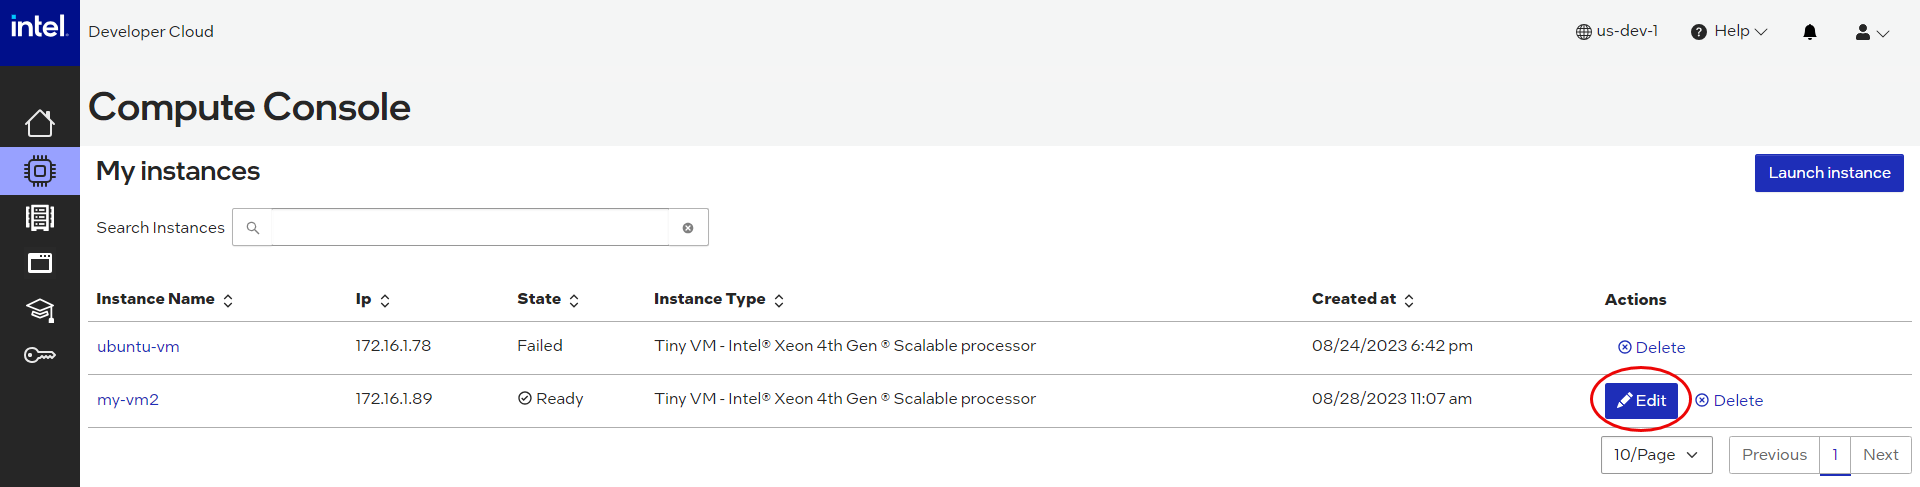 intel. Developer Cloud us-dev-1 Help
Compute Console
My instances Launch instance
Search Instances
Instance Name Ip State Instance Type Created at Actions
ubuntu-vm 172.16.1.78 Failed Tiny VM - Intel® Xeon 4th Gen ® Scalable processor 08/24/2023 6:42 pm Delete
my-vm2 172.16.1.89 Ready Tiny VM - Intel® Xeon 4th Gen ® Scalable processor 08/28/2023 11:07 am Edit Delete
10/Page Previous 1 Next